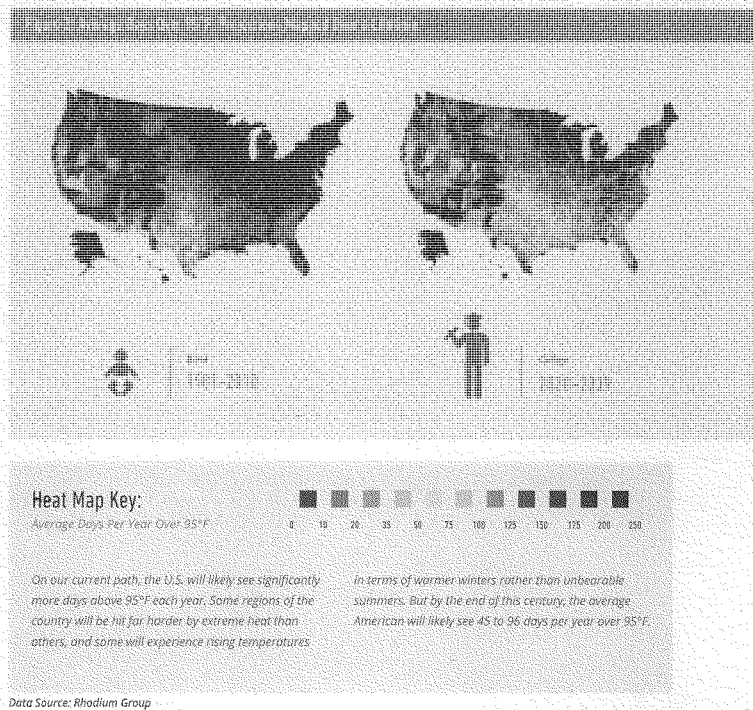 Heat Map Key:
Average Days Per Year Over 95°F
0 10 20 35 50 75 100 125 150 175 200 250
On our current path, the U.S. will likely see significantly
more days above 95°F each year. Some regions of the
country will be hit far harder by extreme heat than
others, and some will experience rising temperatures
in terms of warmer winters rather than unbearable
summers. But by the end of this century, the average
American will likely see 45 to 96 days per year over 95°F.
Data Source: Rhodium Group